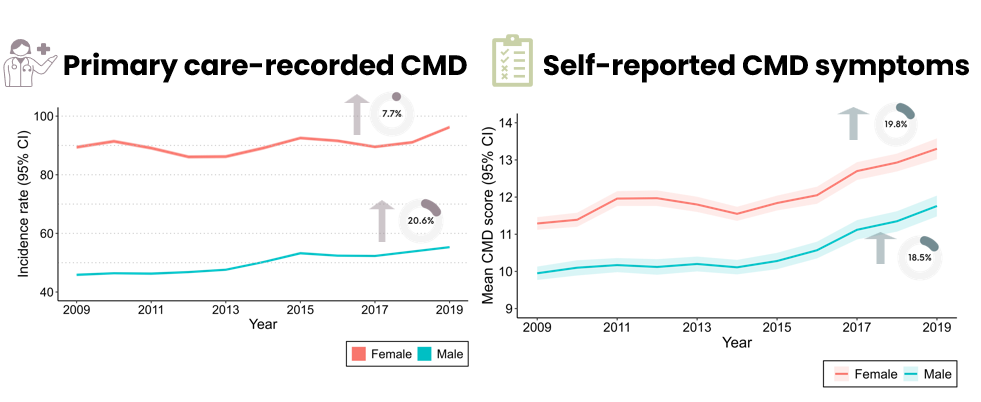 Primary care-recorded CMD
Incidence rate (95% CI)
100
80
60
40
7.7%
20.6%
2009
2011
2013
2015
2017
2019
Year
Female
Male
Self-reported CMD symptoms
Mean CMD score (95% CI)
14
13
12
11
10
9
19.8%
18.5%
2009
2011
2013
2015
2017
2019
Year
Female
Male